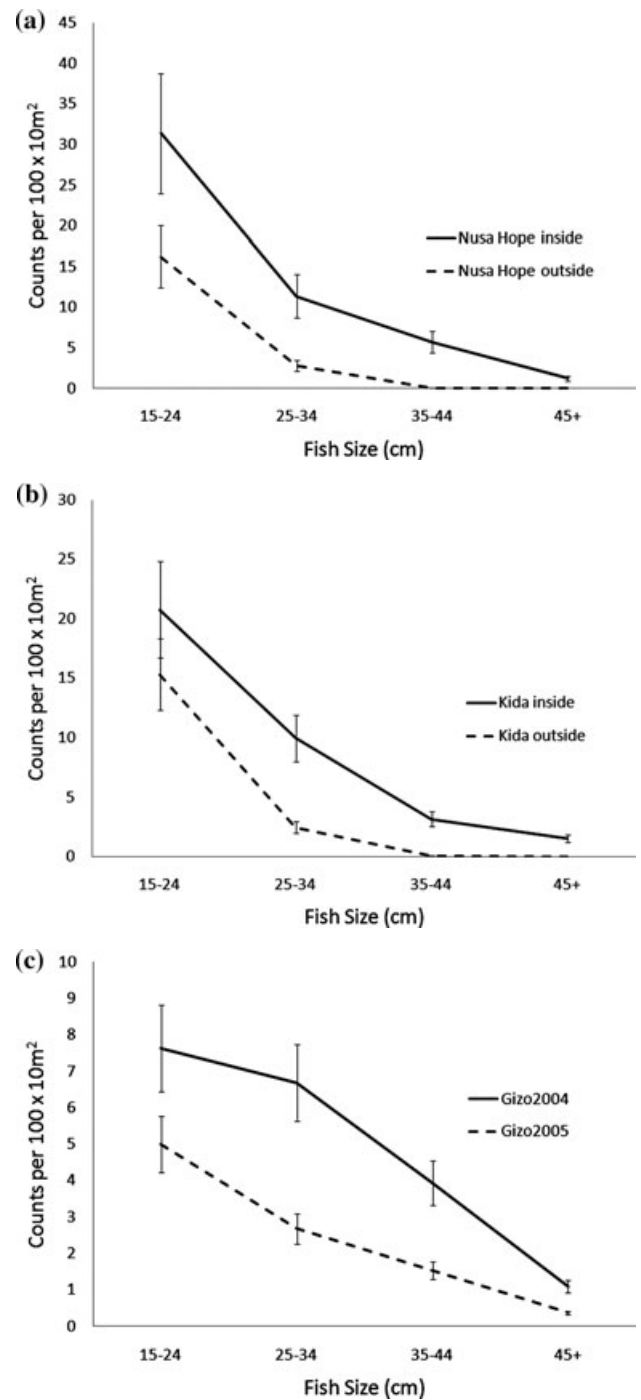 (a)
45
40
35
30
25
20
15
10
5
0
Counts per 100 x 10m²
Nusa Hope inside
Nusa Hope outside
15-24 25-34 35-44 45+
Fish Size (cm)
(b)
30
25
20
15
10
5
0
Counts per 100 x 10m²
Kida inside
Kida outside
15-24 25-34 35-44 45+
Fish Size (cm)
(c)
10
9
8
7
6
5
4
3
2
1
0
Counts per 100 x 10m²
Gizo2004
Gizo2005
15-24 25-34 35-44 45+
Fish Size (cm)